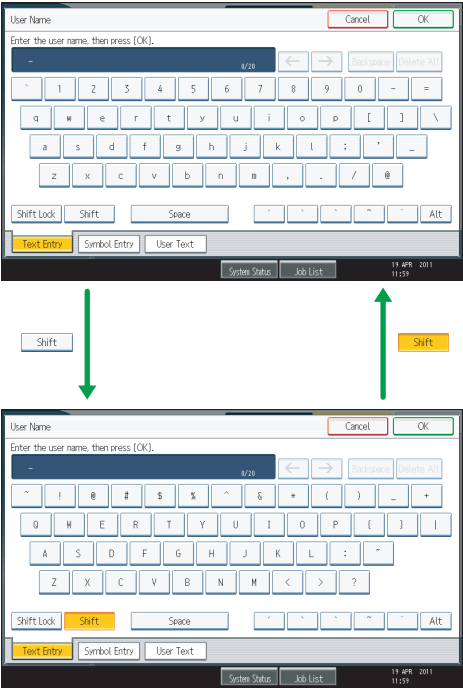 User Name Cancel OK
Enter the user name, then press [OK].
_ 0/20 ← → Backspace Delete All
` 1 2 3 4 5 6 7 8 9 0 - =
q w e r t y u i o p [ ] \
a s d f g h j k l ; ' _
z x c v b n m , . / @
Shift Lock Shift Space ´ ` ^ ~ ¨ Alt
Text Entry Symbol Entry User Text
System Status Job List 19 APR 2011
11:59
Shift Shift
User Name Cancel OK
Enter the user name, then press [OK].
_ 0/20 ← → Backspace Delete All
~ ! @ # $ % ^ & * ( ) _ +
Q W E R T Y U I O P { } |
A S D F G H J K L : "
Z X C V B N M < > ?
Shift Lock Shift Space ´ ` ^ ~ ¨ Alt
Text Entry Symbol Entry User Text
System Status Job List 19 APR 2011
11:59